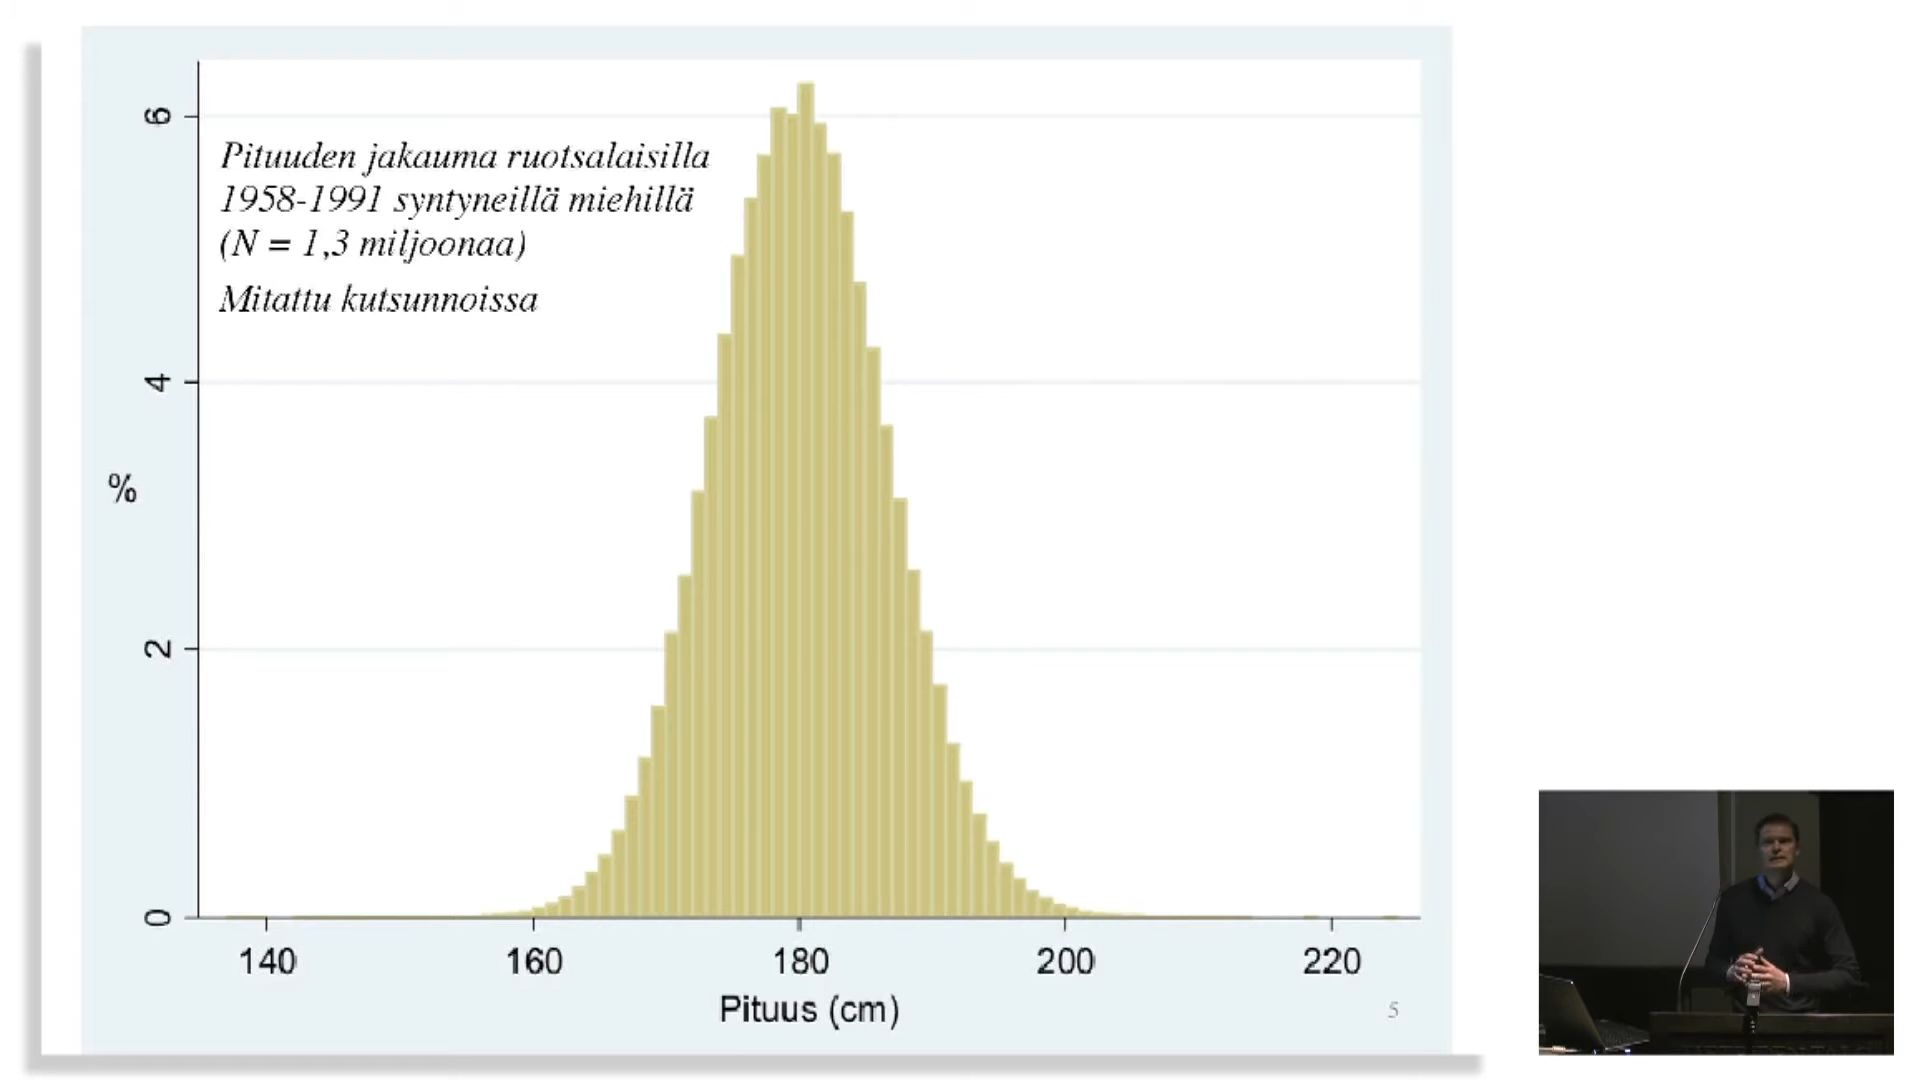 6
Pituuden jakauma ruotsalaisilla
1958-1991 syntyneillä miehillä
(N = 1,3 miljoonaa)
Mitattu kutsunnoissa
4
%
2
0
140 160 180 200 220
Pituus (cm)
5